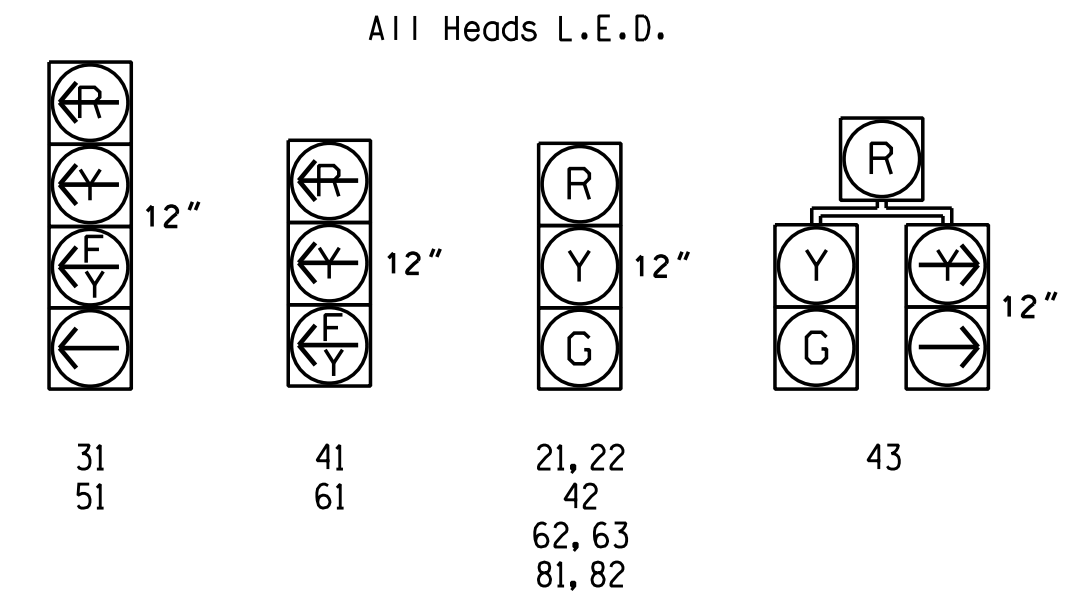 All Heads L.E.D.
R
Y
F
Y
12"
31
51
R
Y
F
Y
12"
41
61
R
Y
G
12"
21, 22
42
62, 63
81, 82
R
Y
G
Y
12"
43